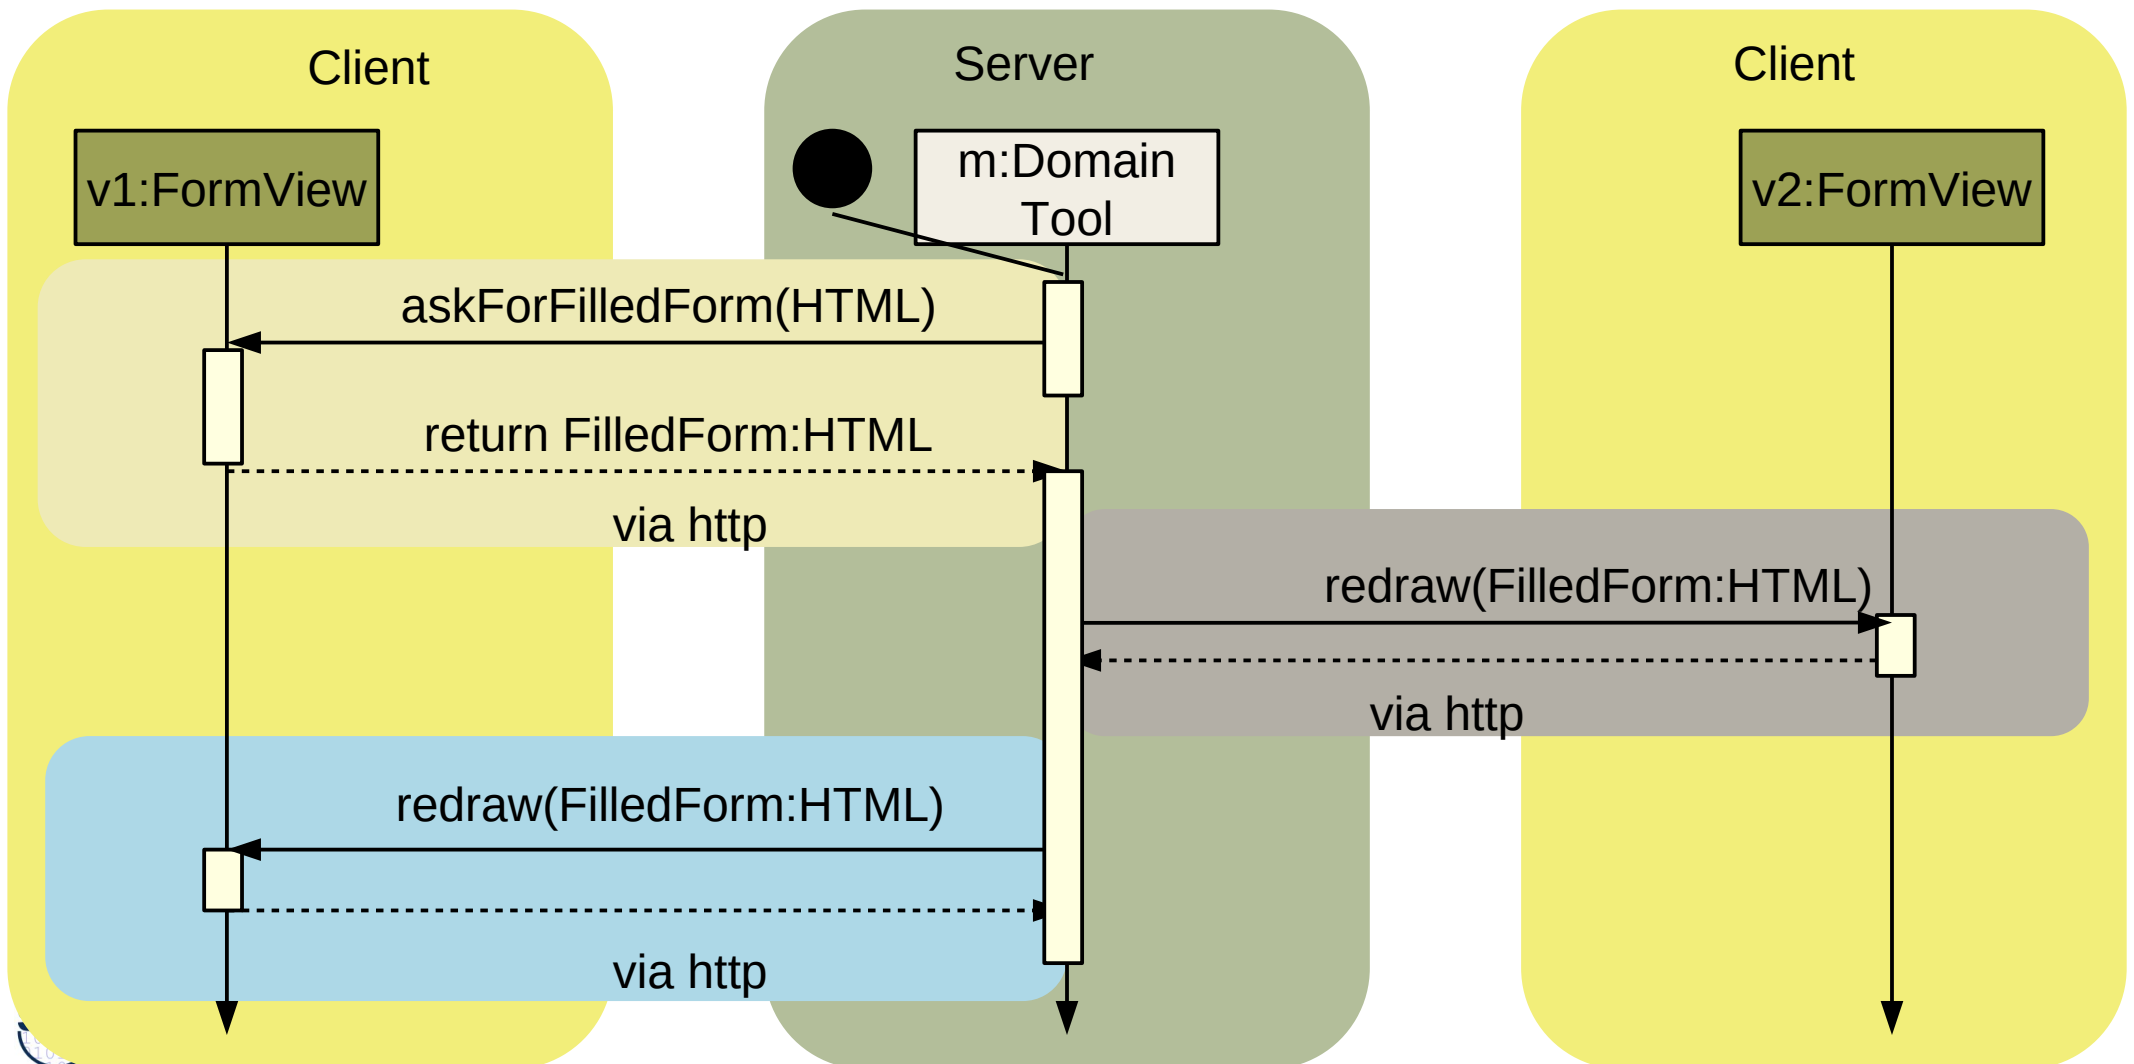 Client
Server
Client
v1:FormView
m:Domain
Tool
v2:FormView
askForFilledForm(HTML)
return FilledForm:HTML
via http
redraw(FilledForm:HTML)
via http
redraw(FilledForm:HTML)
via http